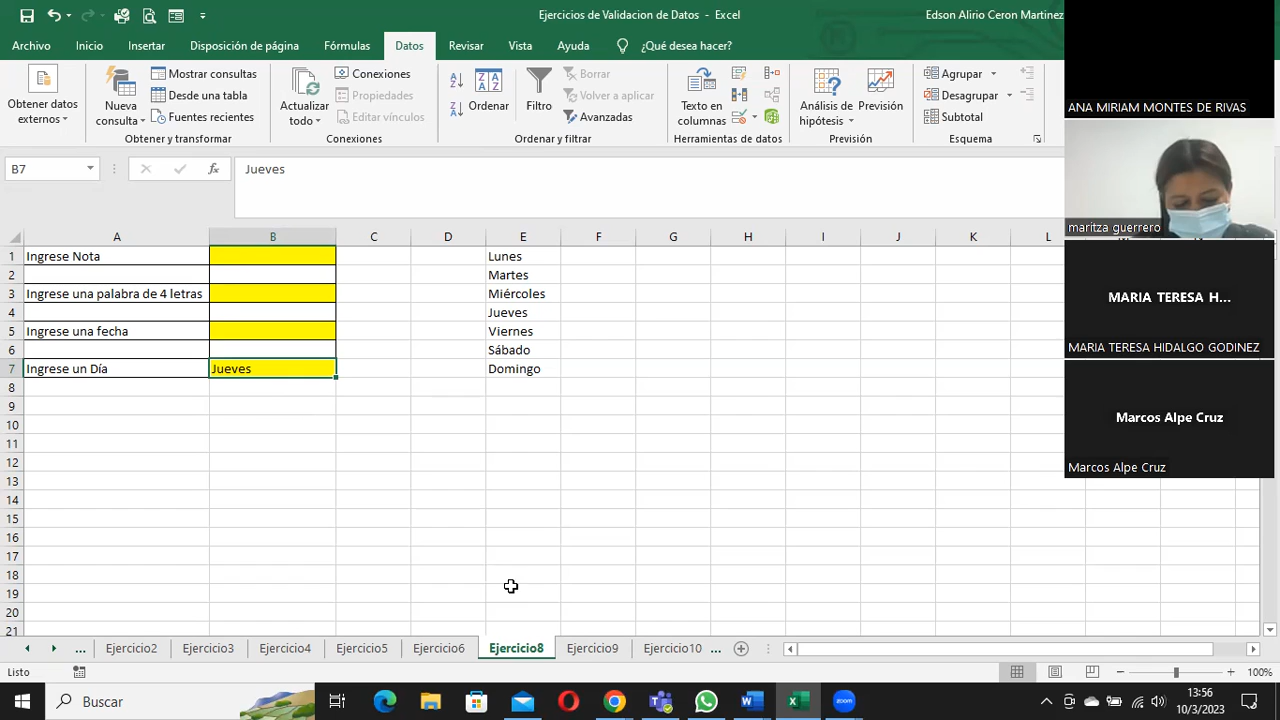 Ejercicios de Validacion de Datos - Excel
Edson Alirio Ceron Martinez
Archivo Inicio Insertar Disposición de página Fórmulas Datos Revisar Vista Ayuda ¿Qué desea hacer?
Obtener datos externos
Nueva consulta
Mostrar consultas
Desde una tabla
Fuentes recientes
Obtener y transformar
Actualizar todo
Conexiones
Propiedades
Editar vínculos
Conexiones
Ordenar
Filtro
Borrar
Volver a aplicar
Avanzadas
Ordenar y filtrar
Texto en columnas
Herramientas de datos
Análisis de hipótesis
Previsión
Previsión
Agrupar
Desagrupar
Subtotal
Esquema
ANA MIRIAM MONTES DE RIVAS
maritza guerrero
MARIA TERESA H...
MARIA TERESA HIDALGO GODINEZ
Marcos Alpe Cruz
Marcos Alpe Cruz
B7 fx Jueves
A B C D E F G H I J K L
1 Ingrese Nota Lunes
2 Martes
3 Ingrese una palabra de 4 letras Miércoles
4 Jueves
5 Ingrese una fecha Viernes
6 Sábado
7 Ingrese un Día Jueves Domingo
8
9
10
11
12
13
14
15
16
17
18
19
20
21
... Ejercicio2 Ejercicio3 Ejercicio4 Ejercicio5 Ejercicio6 Ejercicio8 Ejercicio9 Ejercicio10 ...
Listo
100%
Buscar
zoom
13:56
10/3/2023